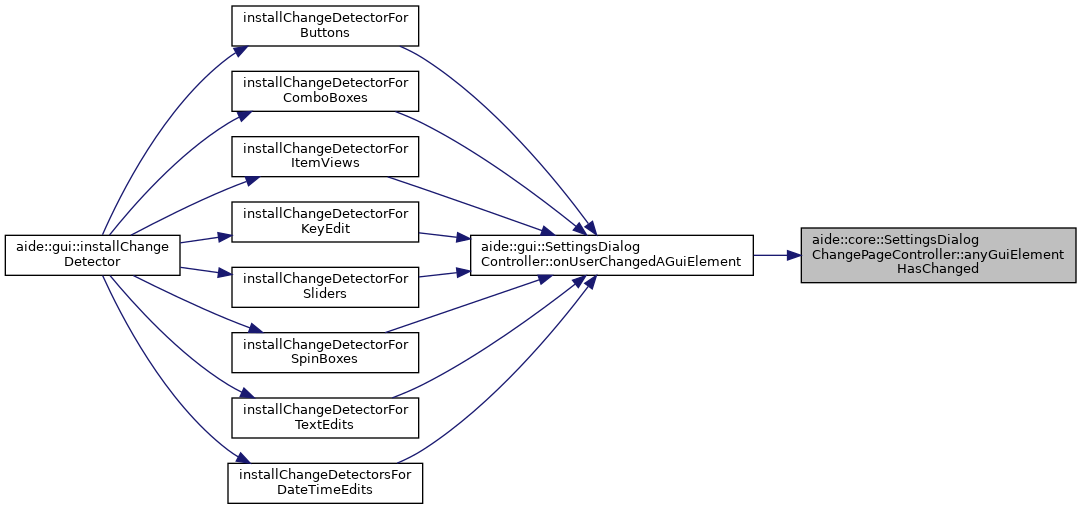 installChangeDetectorFor
Buttons
installChangeDetectorFor
ComboBoxes
installChangeDetectorFor
ItemViews
installChangeDetectorFor
KeyEdit
aide::gui::installChange
Detector
installChangeDetectorFor
Sliders
installChangeDetectorFor
SpinBoxes
installChangeDetectorFor
TextEdits
installChangeDetectorsFor
DateTimeEdits
aide::gui::SettingsDialog
Controller::onUserChangedAGuiElement
aide::core::SettingsDialog
ChangePageController::anyGuiElement
HasChanged